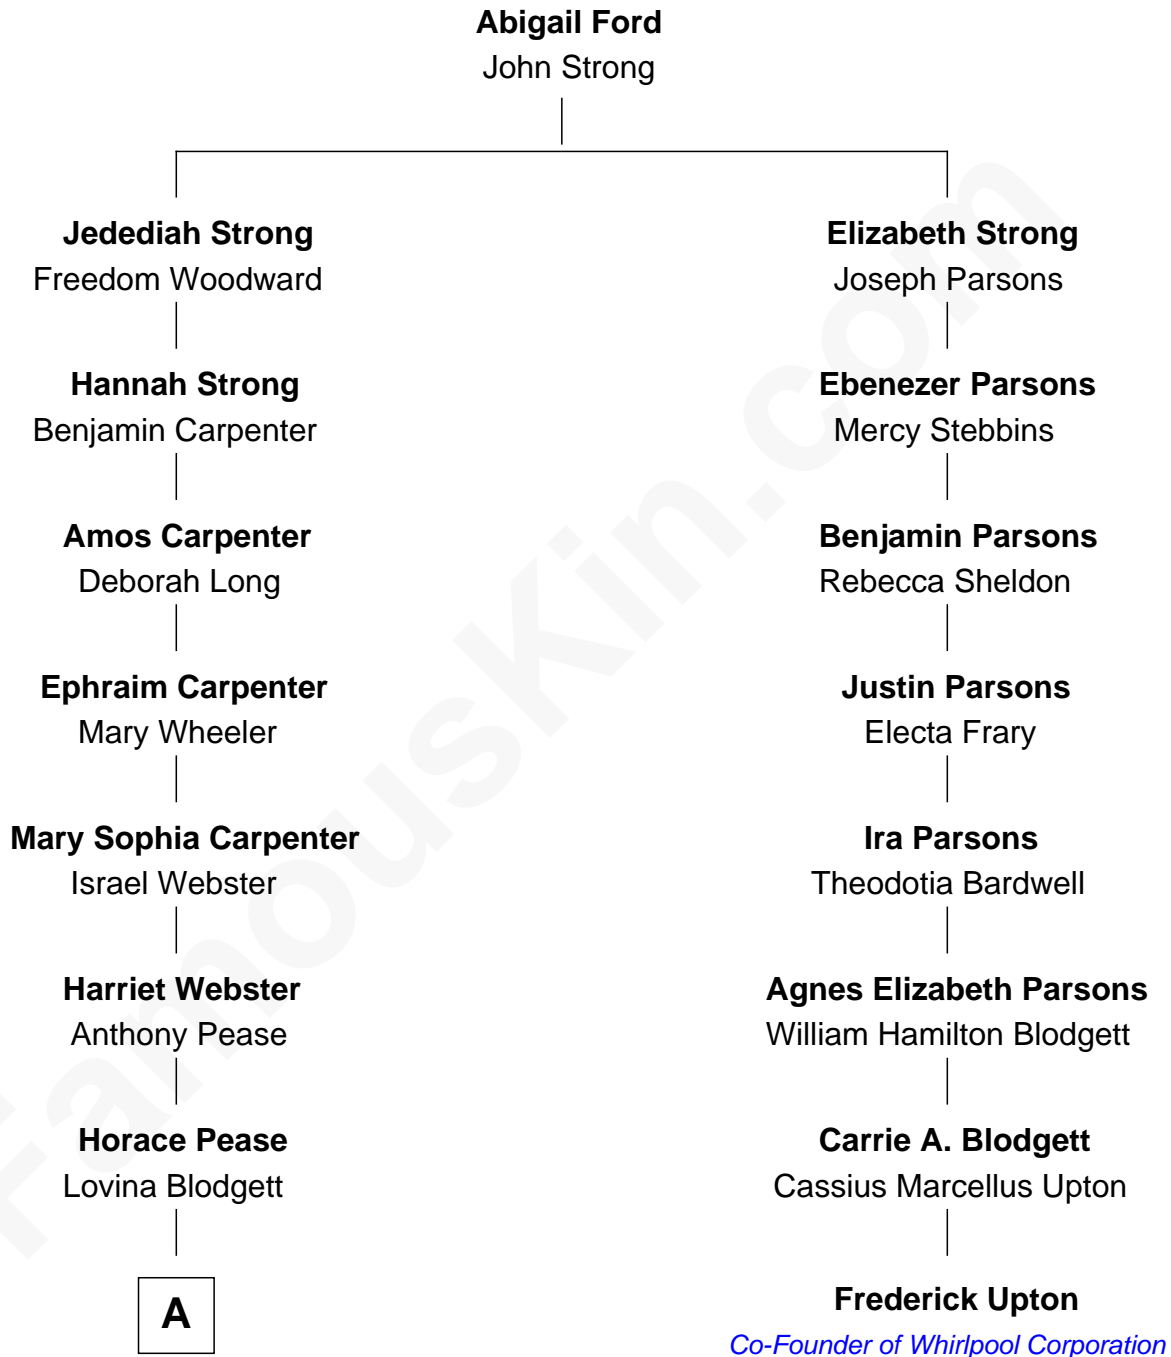 Abigail Ford
John Strong
Jedediah Strong
Freedom Woodward
Hannah Strong
Benjamin Carpenter
Amos Carpenter
Deborah Long
Ephraim Carpenter
Mary Wheeler
Mary Sophia Carpenter
Israel Webster
Harriet Webster
Anthony Pease
Horace Pease
Lovina Blodgett
A
Elizabeth Strong
Joseph Parsons
Ebenezer Parsons
Mercy Stebbins
Benjamin Parsons
Rebecca Sheldon
Justin Parsons
Electa Frary
Ira Parsons
Theodotia Bardwell
Agnes Elizabeth Parsons
William Hamilton Blodgett
Carrie A. Blodgett
Cassius Marcellus Upton
Frederick Upton
Co-Founder of Whirlpool Corporation
FamousKin.com